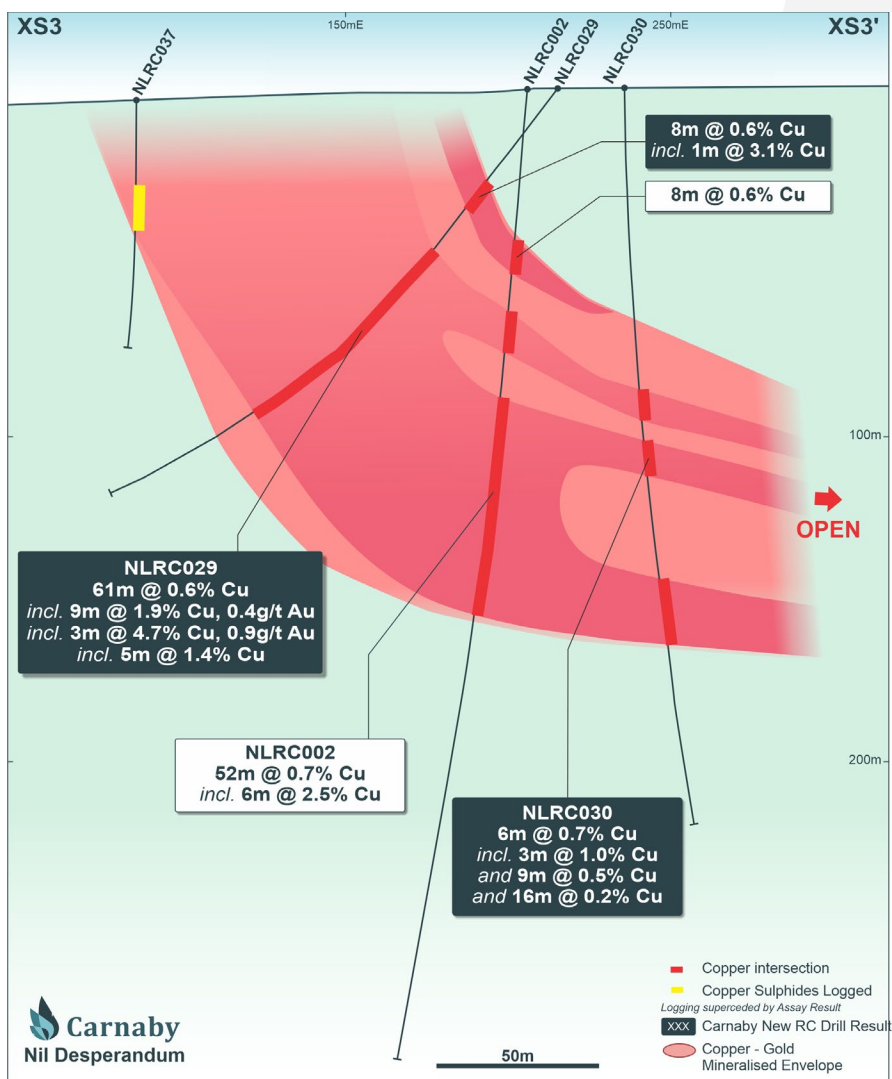 XS3
150mE
250mE
XS3'
NLRC037
NLRC002
NLRC029
NLRC030
8m @ 0.6% Cu
incl. 1m @ 3.1% Cu
8m @ 0.6% Cu
100m
OPEN
NLRC029
61m @ 0.6% Cu
incl. 9m @ 1.9% Cu, 0.4g/t Au
incl. 3m @ 4.7% Cu, 0.9g/t Au
incl. 5m @ 1.4% Cu
NLRC002
52m @ 0.7% Cu
incl. 6m @ 2.5% Cu
200m
NLRC030
6m @ 0.7% Cu
incl. 3m @ 1.0% Cu
and 9m @ 0.5% Cu
and 16m @ 0.2% Cu
Carnaby
Nil Desperandum
50m
Copper intersection
Copper Sulphides Logged
Logging superceded by Assay Result
XXX Carnaby New RC Drill Result
Copper - Gold
Mineralised Envelope